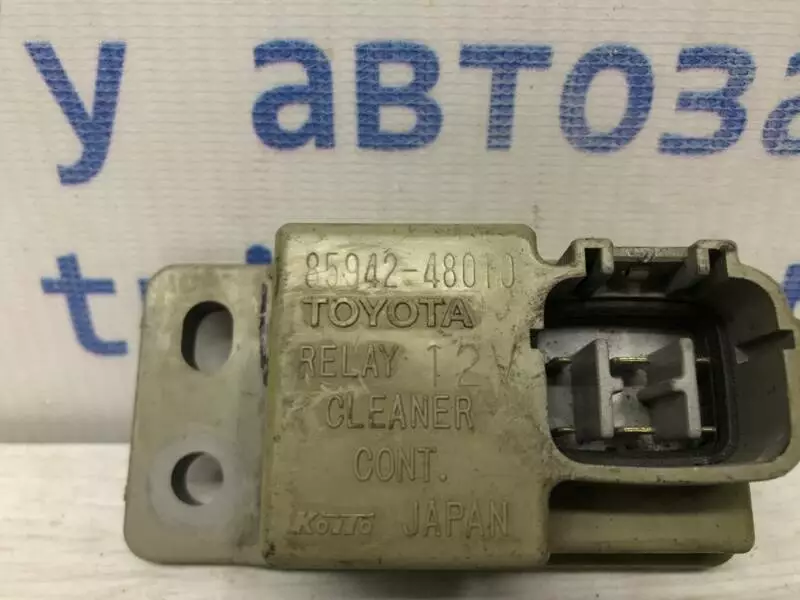 у автоза
85942-48010
TOYOTA
RELAY 12V
CLEANER
CONT.
KOITO JAPAN